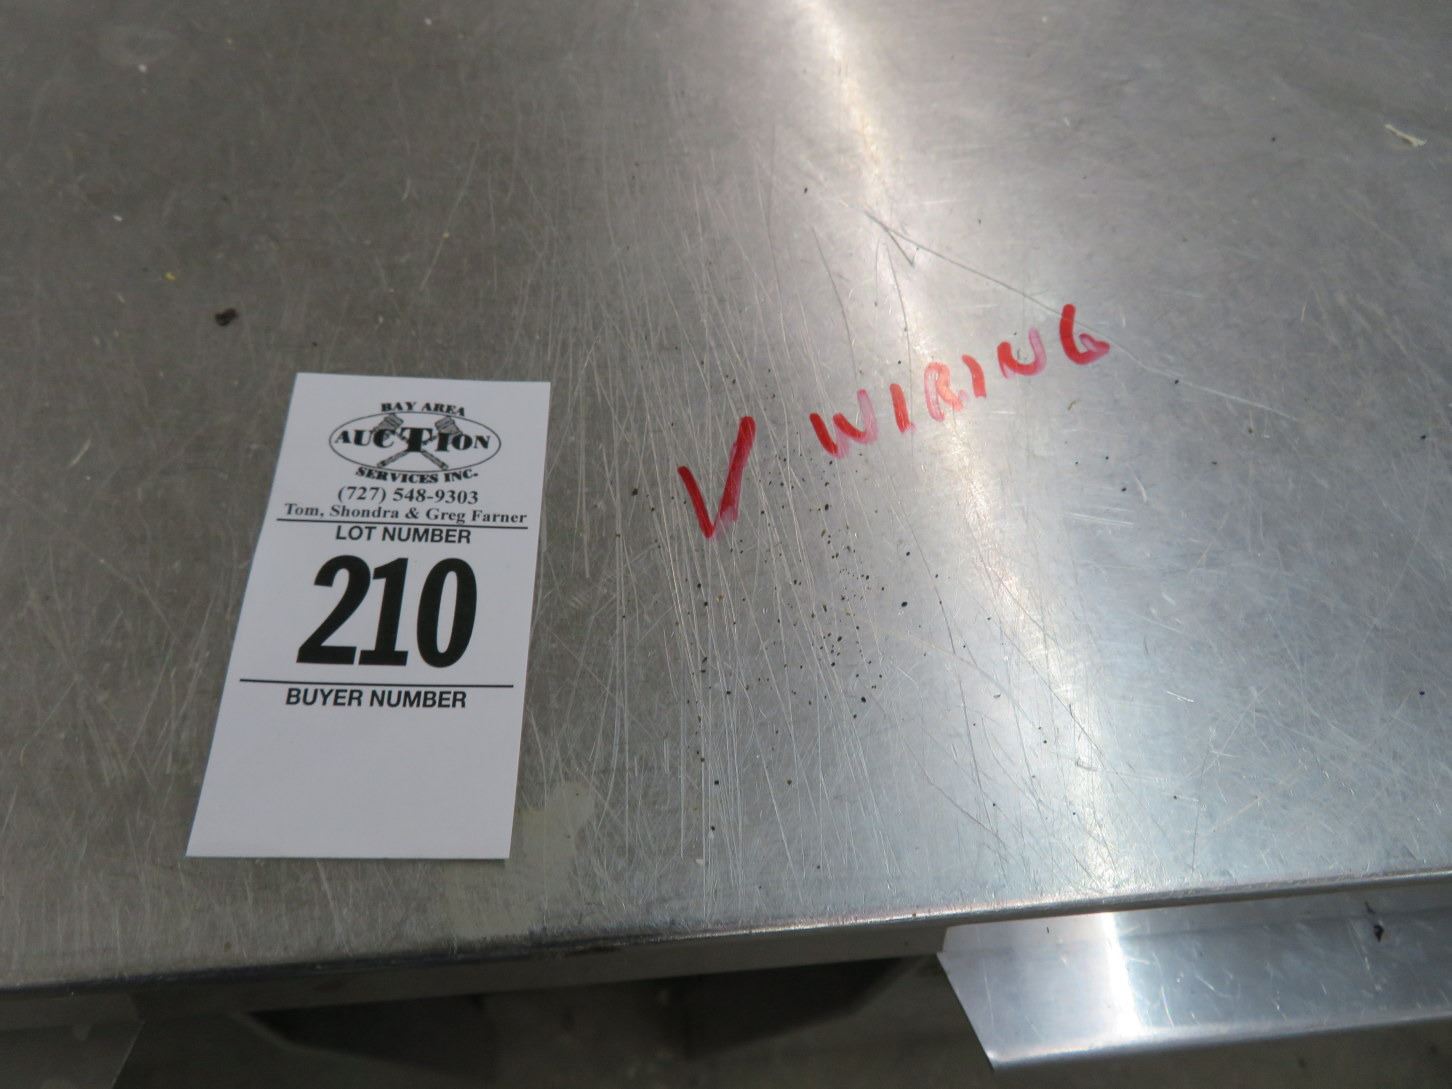 BAY AREA
AUCTION
SERVICES INC.
(727) 548-9303
Tom, Shondra & Greg Farner
LOT NUMBER
210
BUYER NUMBER
✓ WIRING